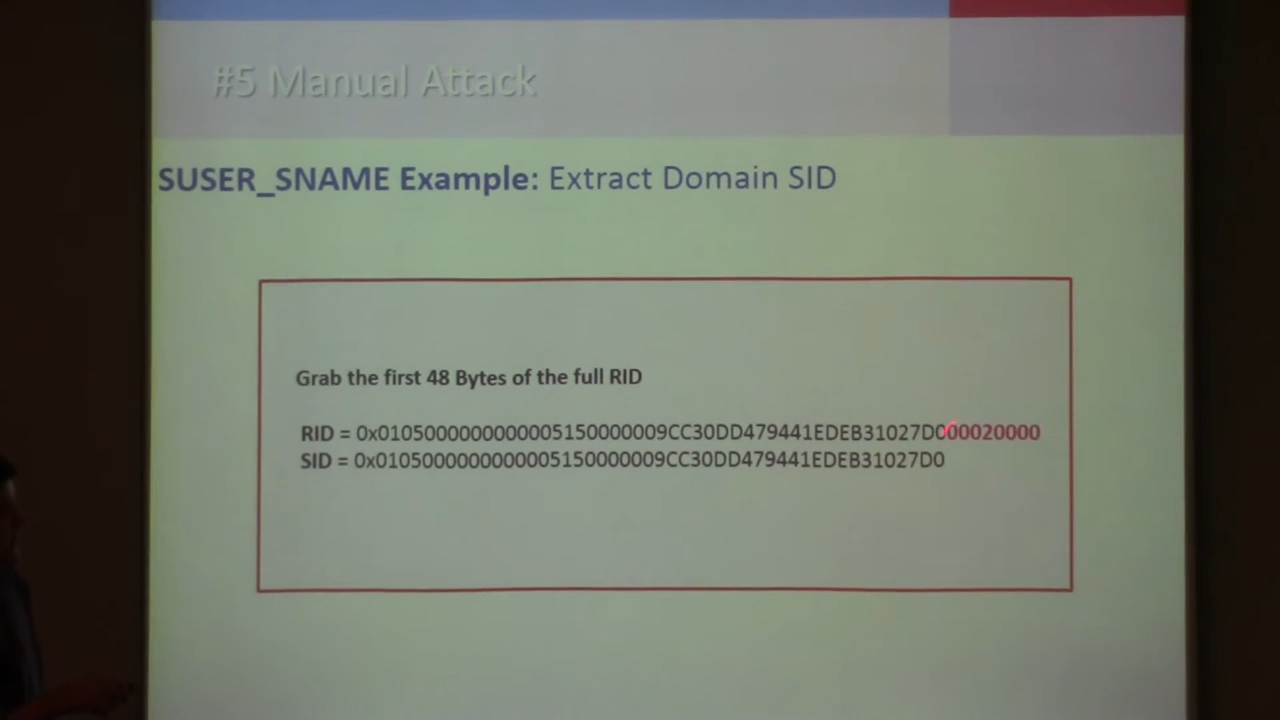 #5 Manual Attack
SUSER_SNAME Example: Extract Domain SID
Grab the first 48 Bytes of the full RID
RID = 0x0105000000000005150000009CC30DD479441EDEB31027D000020000
SID = 0x0105000000000005150000009CC30DD479441EDEB31027D0